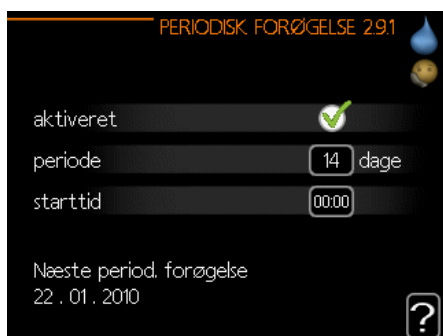 PERIODISK FORØGELSE 2.9.1
aktiveret
periode 14 dage
starttid 00:00
Næste period. forøgelse
22 . 01 . 2010
?